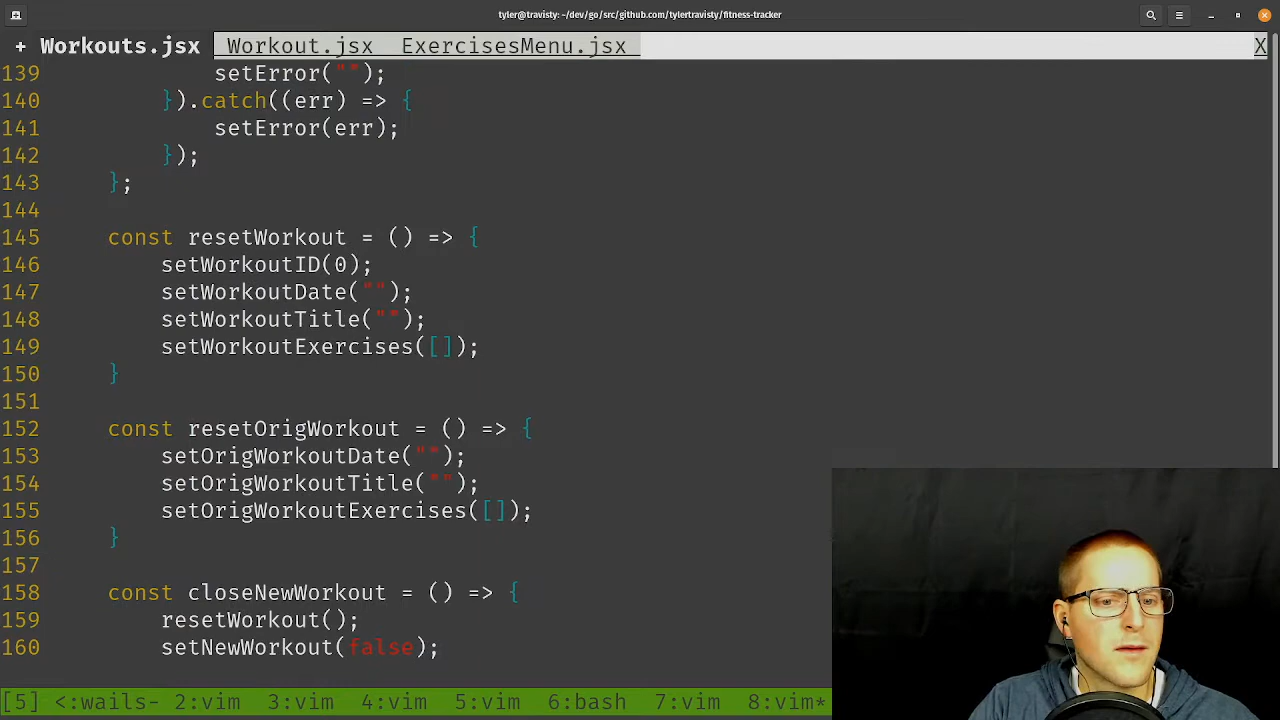 tyler@travisty:~/dev/go/src/github.com/tylertravisty/fitness-tracker
+ Workouts.jsx  Workout.jsx  ExercisesMenu.jsx  X
139             setError("");
140         }).catch((err) => {
141             setError(err);
142         });
143     };
144
145     const resetWorkout = () => {
146         setWorkoutID(0);
147         setWorkoutDate("");
148         setWorkoutTitle("");
149         setWorkoutExercises([]);
150     }
151
152     const resetOrigWorkout = () => {
153         setOrigWorkoutDate("");
154         setOrigWorkoutTitle("");
155         setOrigWorkoutExercises([]);
156     }
157
158     const closeNewWorkout = () => {
159         resetWorkout();
160         setNewWorkout(false);
[5] <:wails- 2:vim  3:vim  4:vim  5:vim  6:bash  7:vim  8:vim*